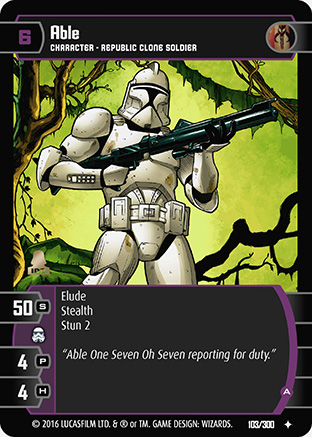 6 Able
CHARACTER - REPUBLIC CLONE SOLDIER
50 S
Elude
Stealth
Stun 2
4 P
"Able One Seven Oh Seven reporting for duty."
4 H
A
© 2016 LUCASFILM LTD. & ® or TM. GAME DESIGN: WIZARDS. 103/300